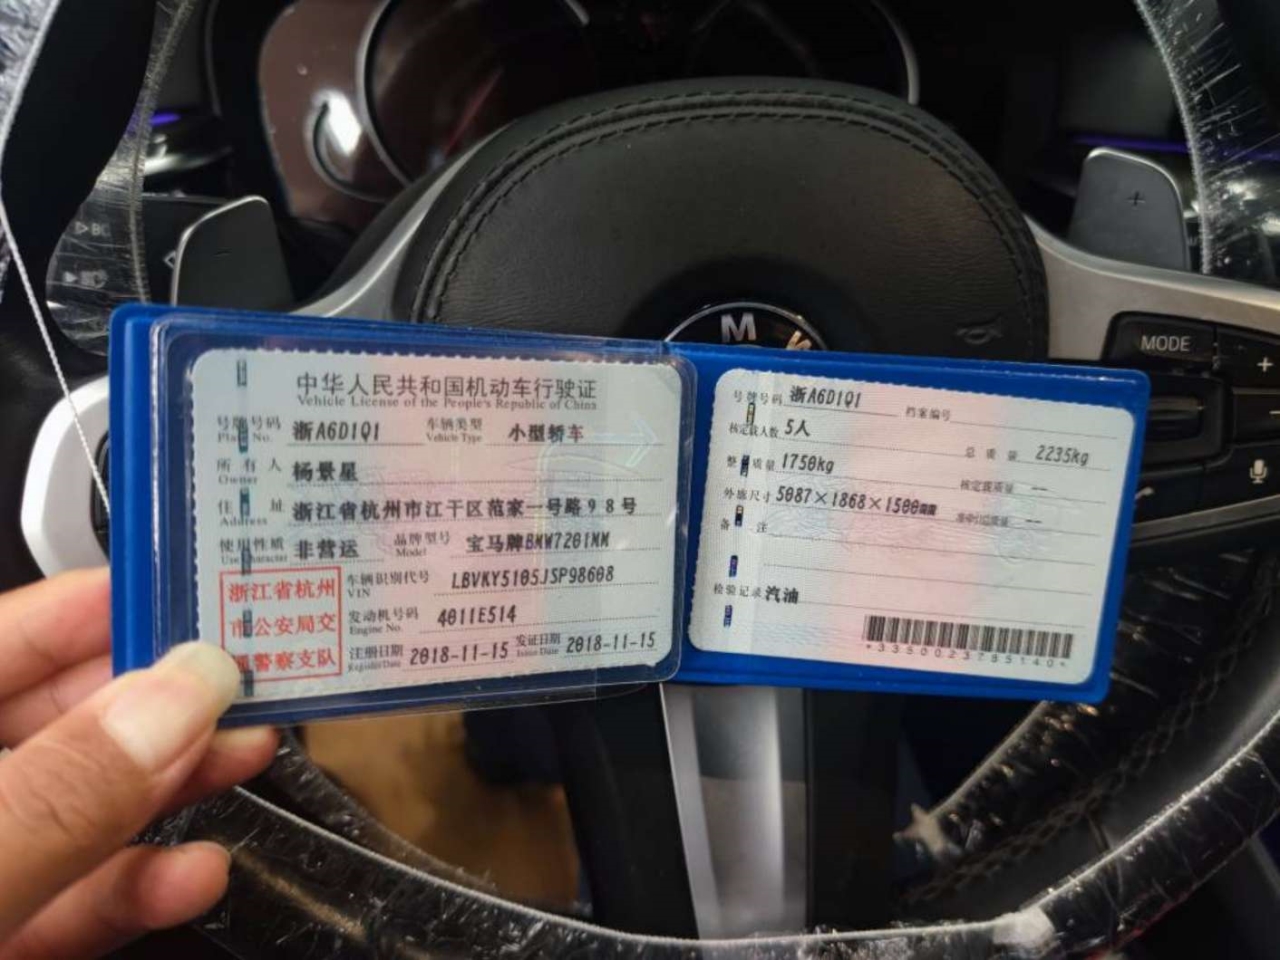 中华人民共和国机动车行驶证
Vehicle License of the People's Republic of China
号牌号码 浙A6D1Q1 车辆类型 小型轿车
Plate No. Vehicle Type
所有人 杨景星
Owner
住址 浙江省杭州市江干区范家一号路98号
Address
使用性质 非营运 品牌型号 宝马牌BMW7201MM
Use Character Model
浙江省杭州
市公安局交
警察支队
车辆识别代号 LBVKY5105JSP98608
VIN
发动机号码 4011E514
Engine No.
注册日期 2018-11-15 发证日期 2018-11-15
Register Date Issue Date
号牌号码 浙A6D1Q1 档案编号
核定载人数 5人 总质量 2235kg
整备质量 1750kg 核定载质量 --
外廓尺寸 5087×1868×1500mm 准牵引总质量 --
备注
检验记录 汽油
*3350023785140*
MODE
+
-
M